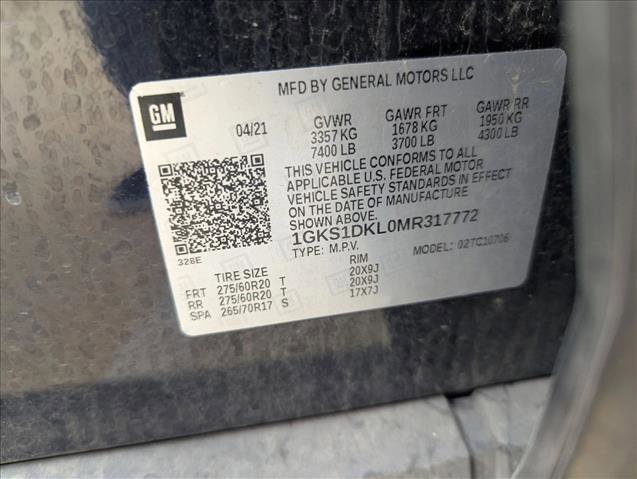 MFD BY GENERAL MOTORS LLC
GM
04/21 GVWR GAWR FRT GAWR RR
3357 KG 1678 KG 1950 KG
7400 LB 3700 LB 4300 LB
THIS VEHICLE CONFORMS TO ALL
APPLICABLE U.S. FEDERAL MOTOR
VEHICLE SAFETY STANDARDS IN EFFECT
ON THE DATE OF MANUFACTURE
SHOWN ABOVE.
1GKS1DKL0MR317772
TYPE: M.P.V. MODEL: 02TC10706
328E
TIRE SIZE RIM
FRT 275/60R20 T 20X9J
RR 275/60R20 T 20X9J
SPA 265/70R17 S 17X7J